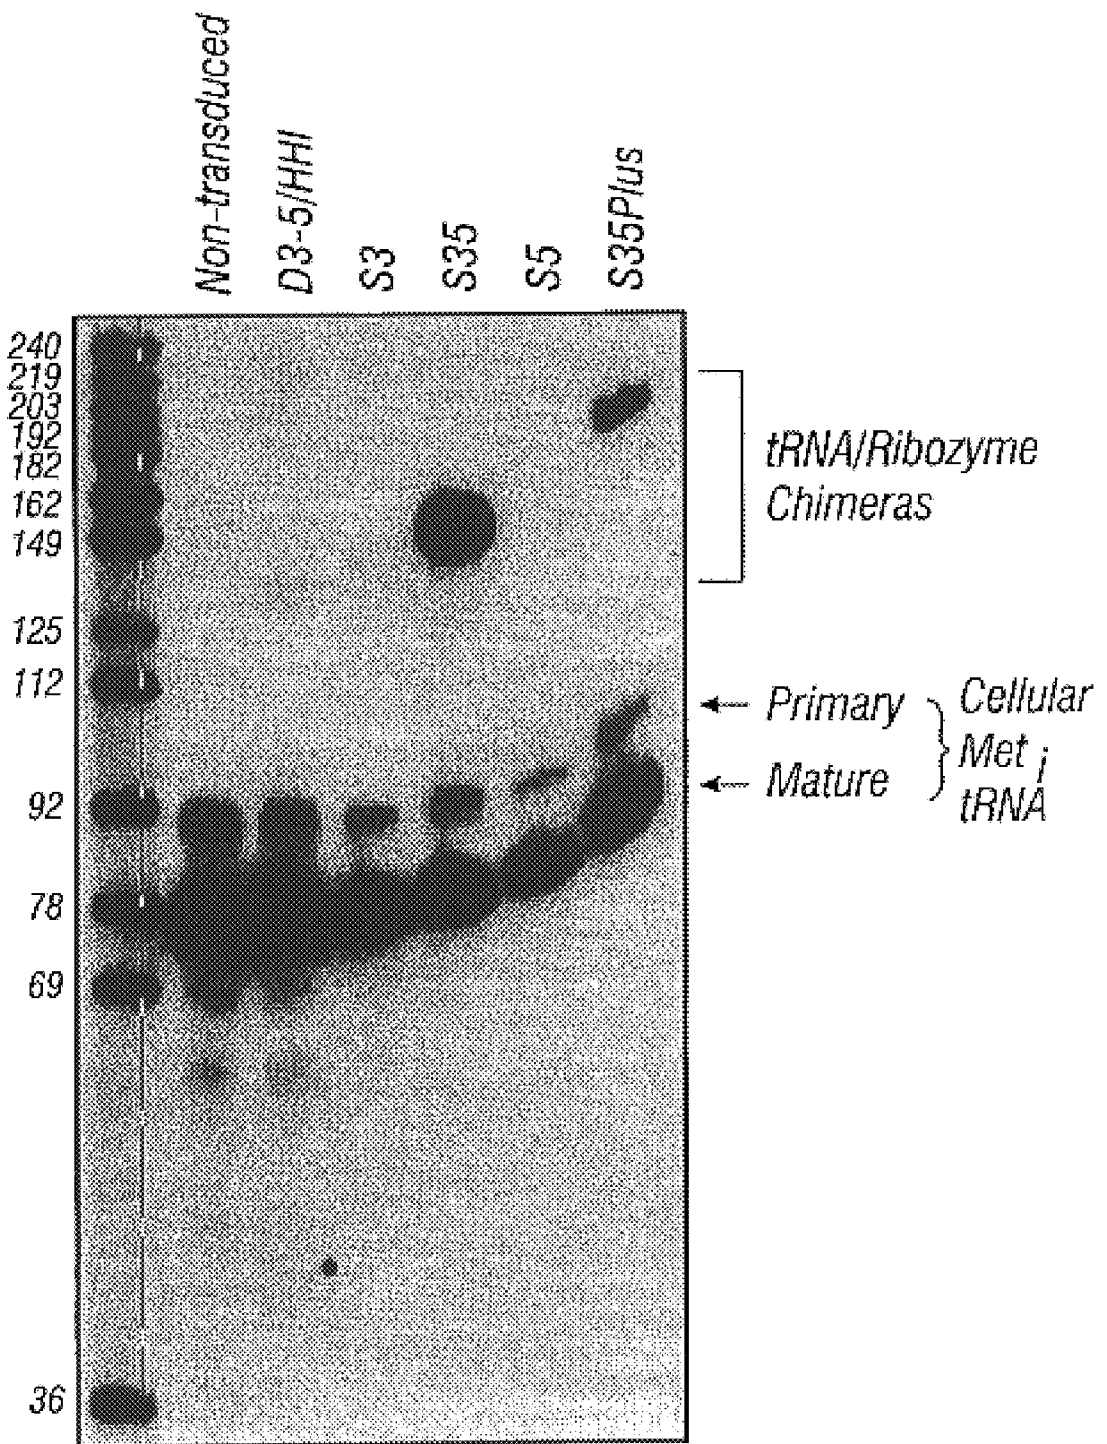 Non-transduced
D3-5/HHI
S3
S35
S5
S35Plus
240
219
203
192
182
162
149
125
112
92
78
69
36
tRNA/Ribozyme
Chimeras
Primary
Mature
Cellular
Met i
tRNA